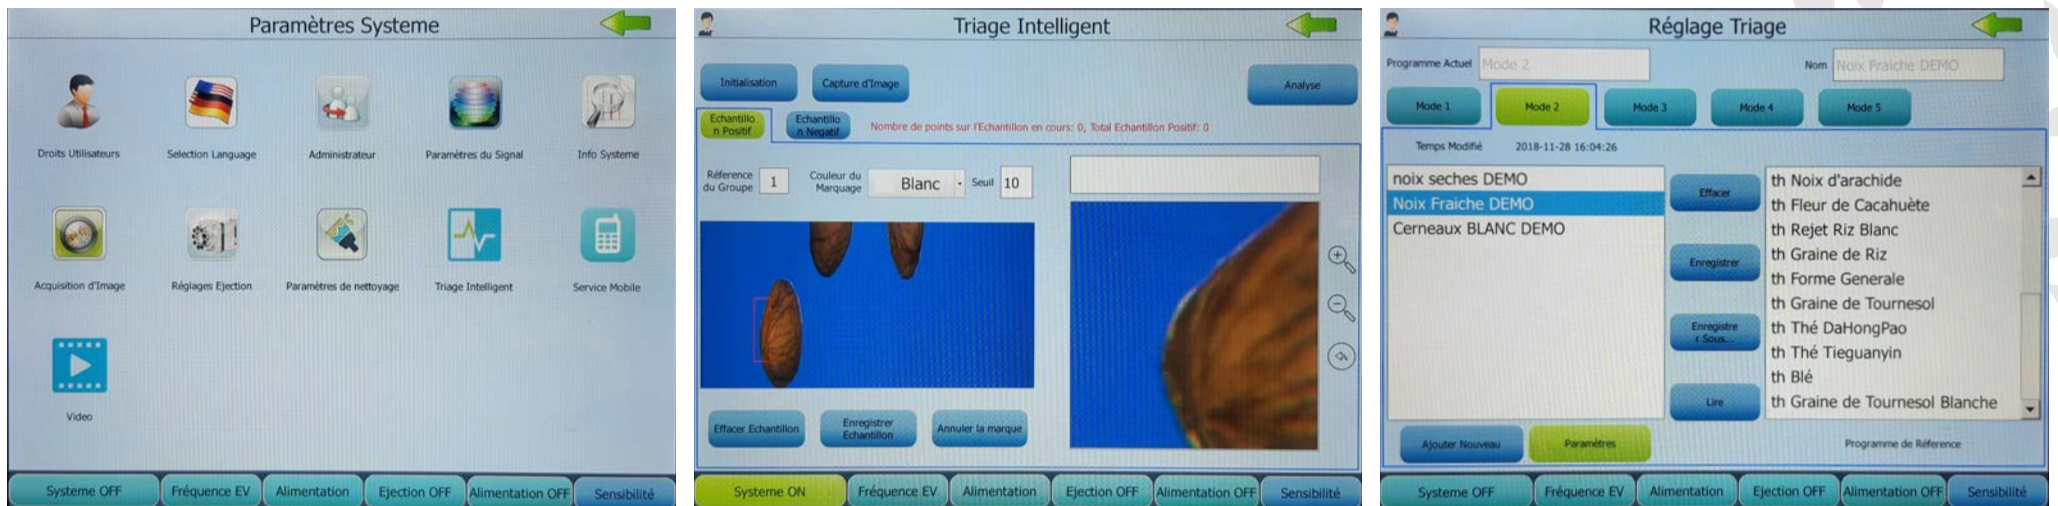 Paramètres Systeme
Droits Utilisateurs
Selection Language
Administrateur
Paramètres du Signal
Info Systeme
Acquisition d'Image
Réglages Ejection
Paramètres de nettoyage
Triage Intelligent
Service Mobile
Video
Systeme OFF
Fréquence EV
Alimentation
Ejection OFF
Alimentation OFF
Sensibilité
Triage Intelligent
Initialisation
Capture d'Image
Analyse
Echantillo
n Positif
Echantillo
n Negatif
Nombre de points sur l'Echantillon en cours: 0, Total Echantillon Positif: 0
Réference
du Groupe
1
Couleur du
Marquage
Blanc
Seuil
10
Effacer Echantillon
Enregistrer
Echantillon
Annuler la marque
Systeme ON
Fréquence EV
Alimentation
Ejection OFF
Alimentation OFF
Sensibilité
Réglage Triage
Programme Actuel
Mode 2
Nom
Noix Fraiche DEMO
Mode 1
Mode 2
Mode 3
Mode 4
Mode 5
Temps Modifié
2018-11-28 16:04:26
noix seches DEMO
Noix Fraiche DEMO
Cerneaux BLANC DEMO
Effacer
Enregistrer
Enregistre
r Sous...
Lire
th Noix d'arachide
th Fleur de Cacahuète
th Rejet Riz Blanc
th Graine de Riz
th Forme Generale
th Graine de Tournesol
th Thé DaHongPao
th Thé Tieguanyin
th Blé
th Graine de Tournesol Blanche
Ajouter Nouveau
Paramètres
Programme de Réference
Systeme OFF
Fréquence EV
Alimentation
Ejection OFF
Alimentation OFF
Sensibilité